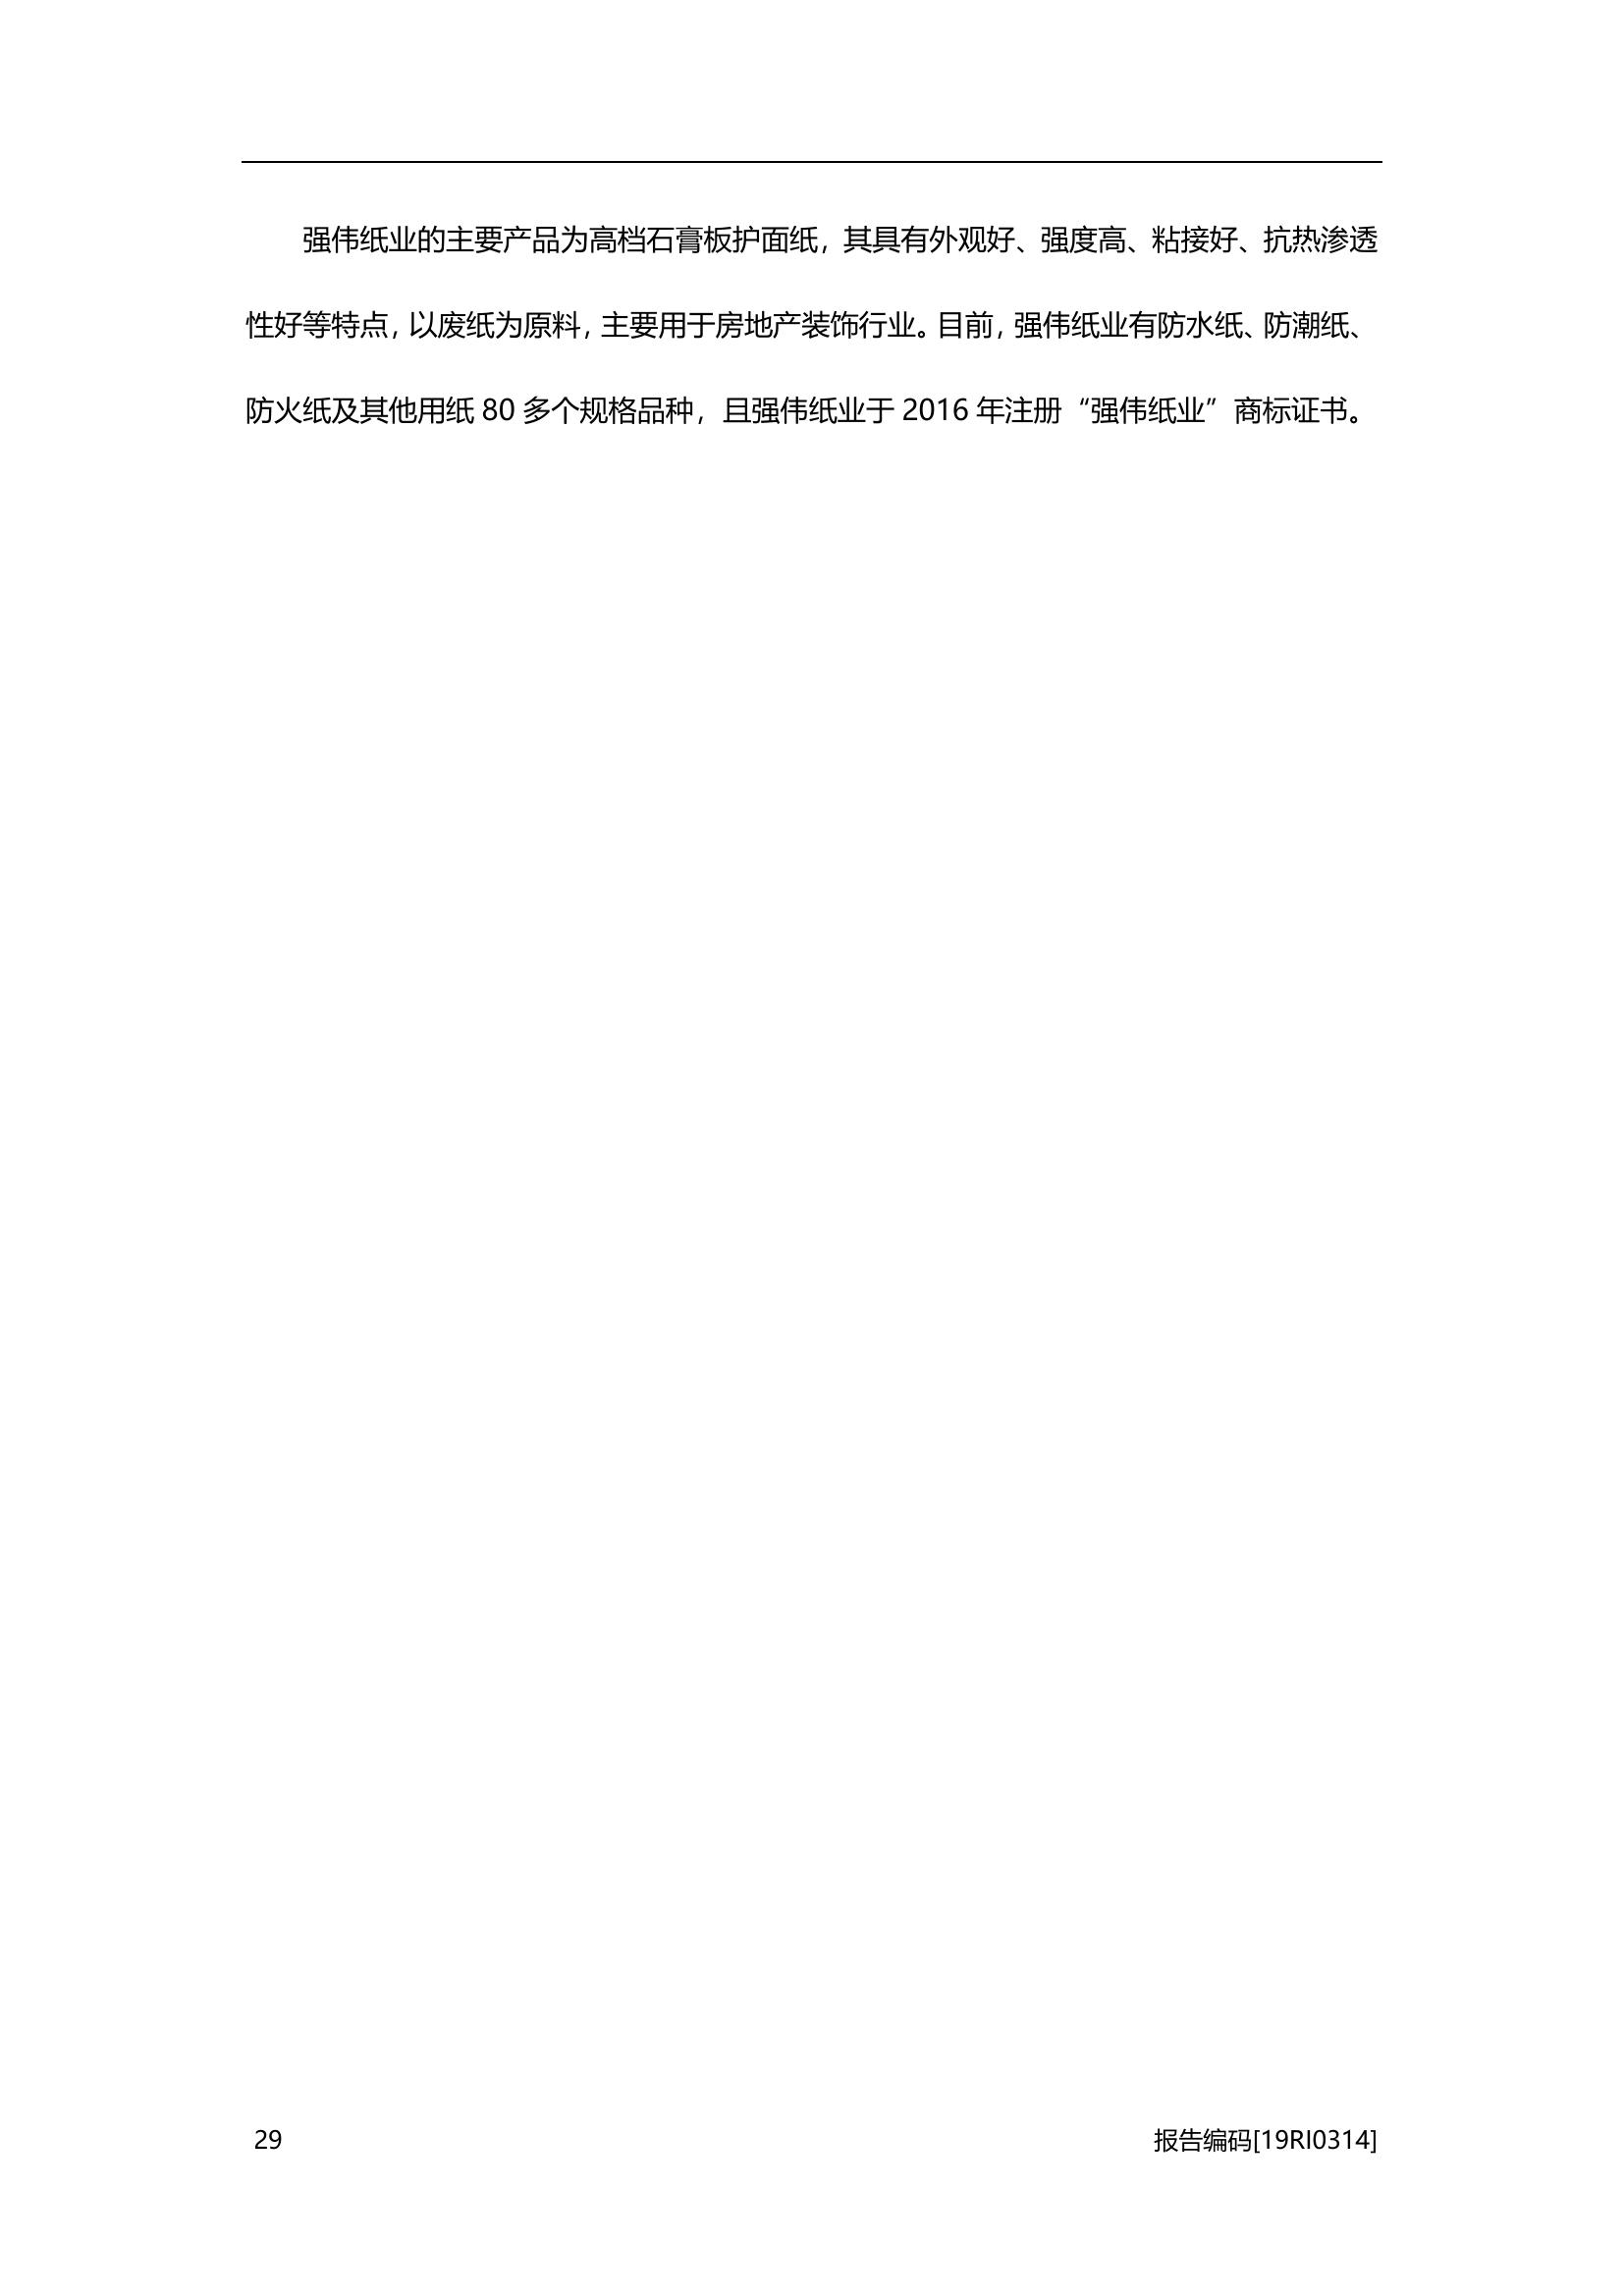 强伟纸业的主要产品为高档石膏板护面纸，其具有外观好、强度高、粘接好、抗热渗透
性好等特点，以废纸为原料，主要用于房地产装饰行业。目前，强伟纸业有防水纸、防潮纸、
防火纸及其他用纸 80 多个规格品种，且强伟纸业于 2016 年注册“强伟纸业”商标证书。
29
报告编码[19RI0314]